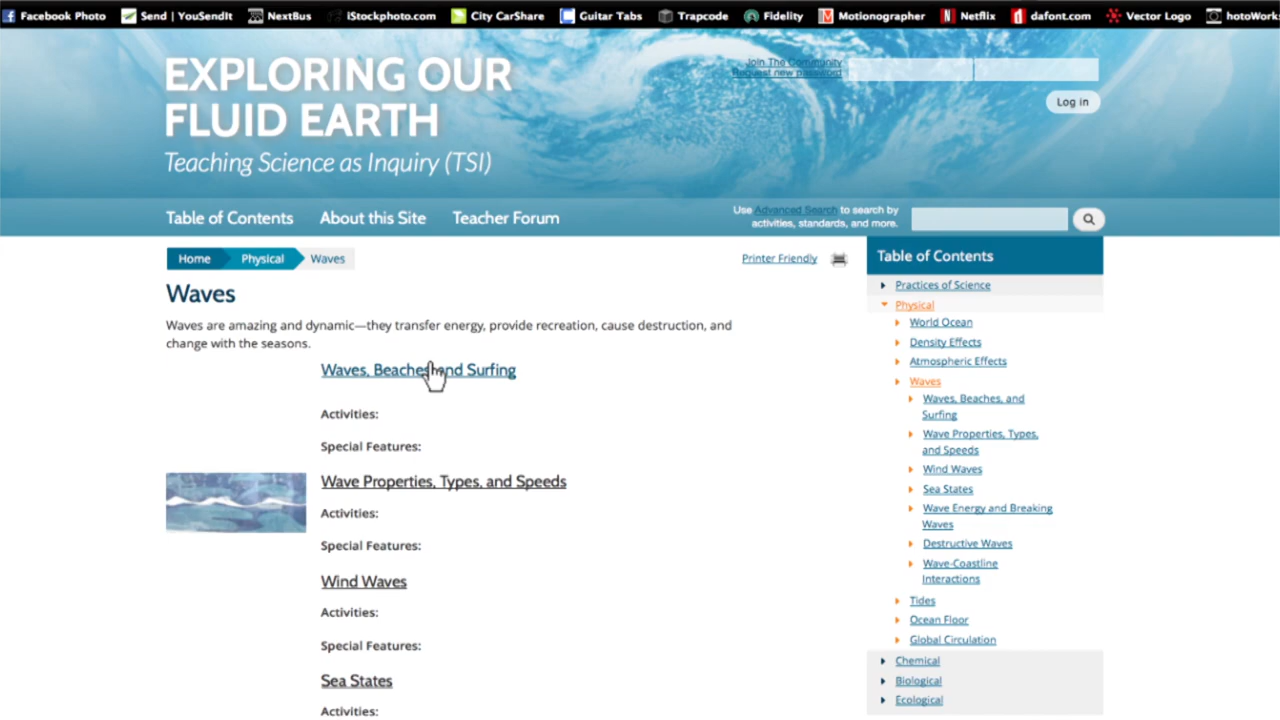 Facebook Photo Send | YouSendIt NextBus iStockphoto.com City CarShare Guitar Tabs Trapcode Fidelity Motionographer Netflix dafont.com Vector Logo hotoWork
EXPLORING OUR
FLUID EARTH
Teaching Science as Inquiry (TSI)
Join The Community
Request new password
Log in
Table of Contents About this Site Teacher Forum
Use Advanced Search to search by
activities, standards, and more.
Home Physical Waves
Printer Friendly
Waves
Waves are amazing and dynamic—they transfer energy, provide recreation, cause destruction, and
change with the seasons.
Waves, Beaches and Surfing
Activities:
Special Features:
Wave Properties, Types, and Speeds
Activities:
Special Features:
Wind Waves
Activities:
Special Features:
Sea States
Activities:
Table of Contents
Practices of Science
Physical
World Ocean
Density Effects
Atmospheric Effects
Waves
Waves, Beaches, and
Surfing
Wave Properties, Types,
and Speeds
Wind Waves
Sea States
Wave Energy and Breaking
Waves
Destructive Waves
Wave-Coastline
Interactions
Tides
Ocean Floor
Global Circulation
Chemical
Biological
Ecological